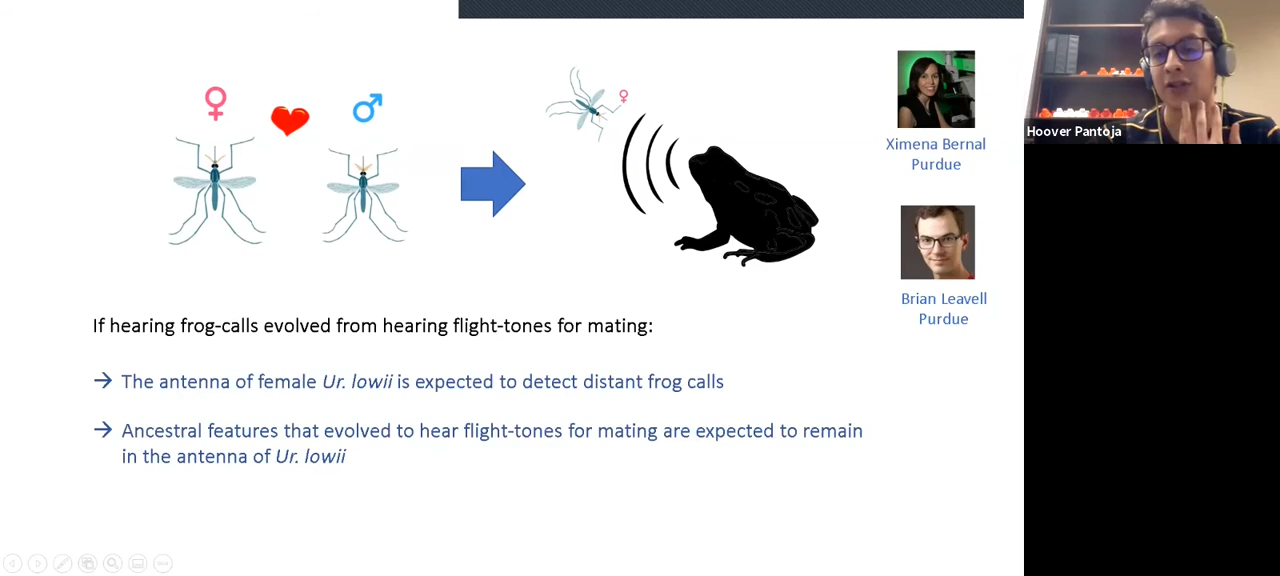 Ximena Bernal
Purdue
Hoover Pantoja
Brian Leavell
Purdue
If hearing frog-calls evolved from hearing flight-tones for mating:
→ The antenna of female Ur. lowii is expected to detect distant frog calls
→ Ancestral features that evolved to hear flight-tones for mating are expected to remain
in the antenna of Ur. lowii